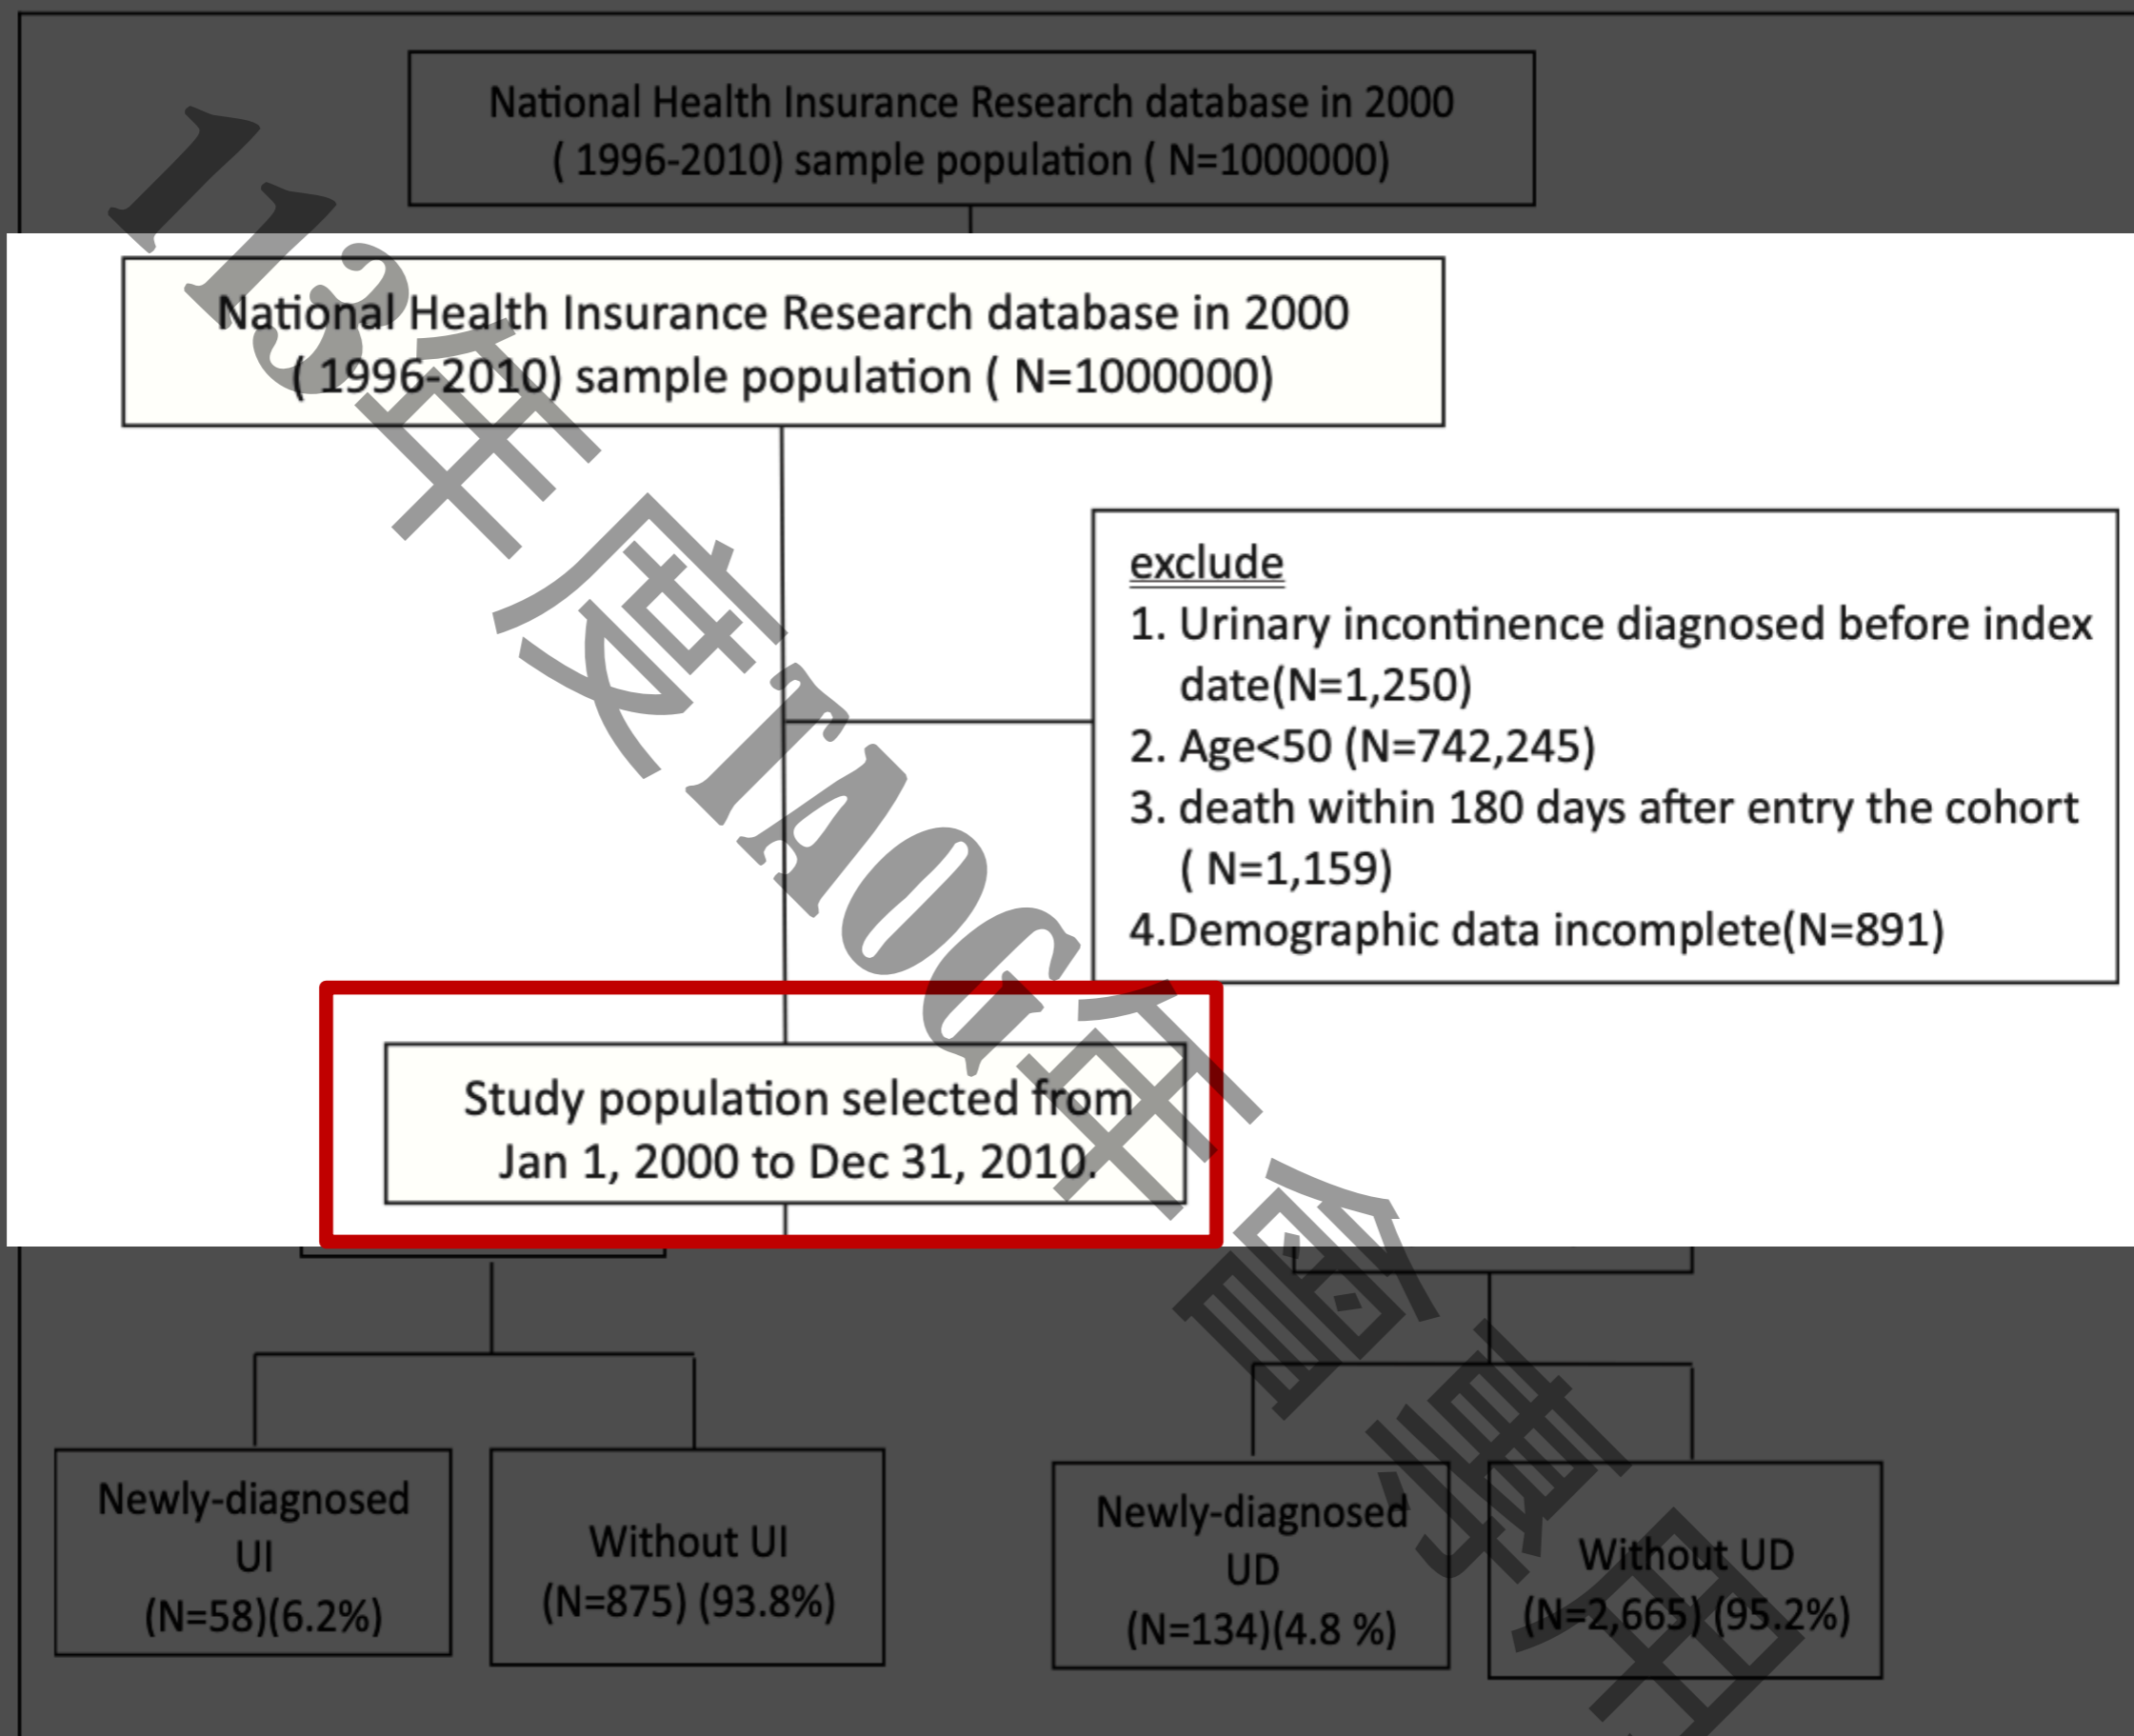 National Health Insurance Research database in 2000
( 1996-2010) sample population ( N=1000000)
National Health Insurance Research database in 2000
( 1996-2010) sample population ( N=1000000)
exclude
1. Urinary incontinence diagnosed before index
date(N=1,250)
2. Age<50 (N=742,245)
3. death within 180 days after entry the cohort
( N=1,159)
4.Demographic data incomplete(N=891)
Study population selected from
Jan 1, 2000 to Dec 31, 2010.
Newly-diagnosed
UI
(N=58)(6.2%)
Without UI
(N=875) (93.8%)
Newly-diagnosed
UD
(N=134)(4.8 %)
Without UD
(N=2,665) (95.2%)
113年度TAOG年會專用